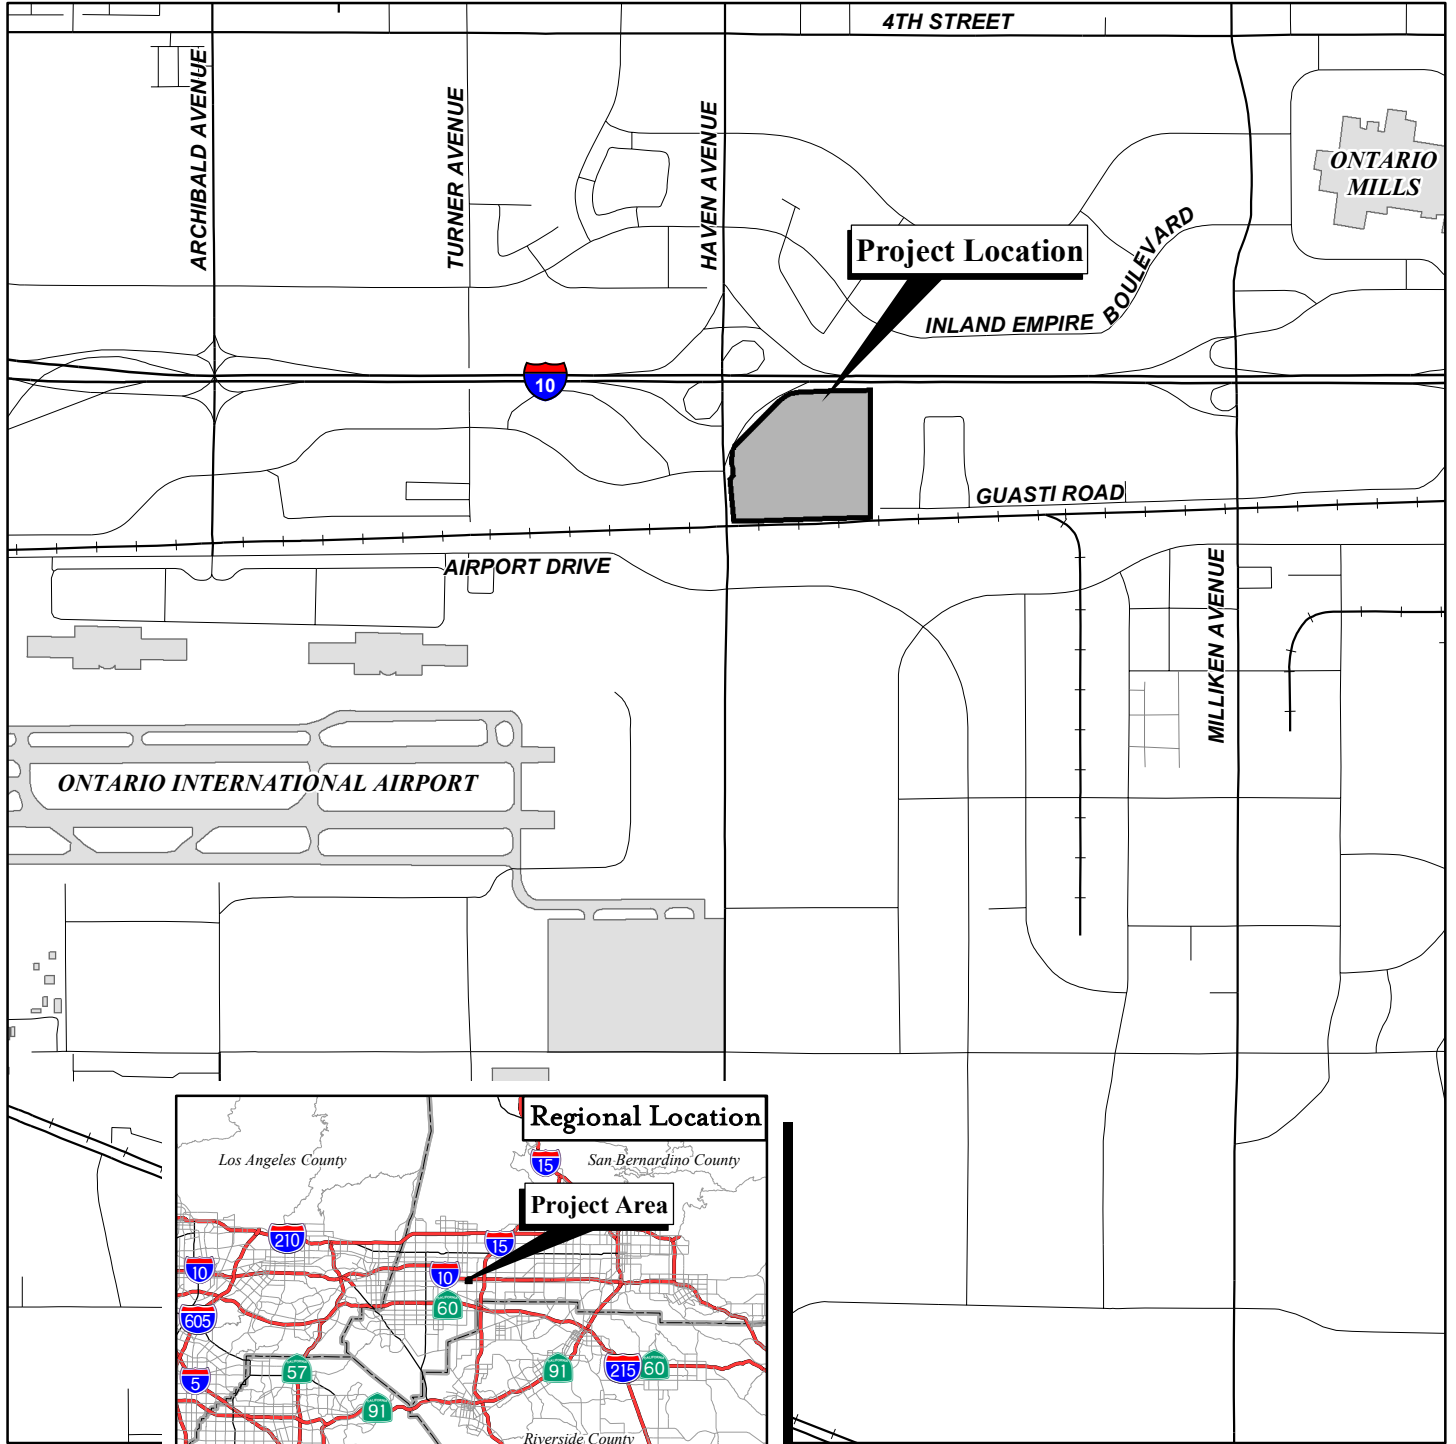 4TH STREET
ARCHIBALD AVENUE
TURNER AVENUE
HAVEN AVENUE
ONTARIO
MILLS
Project Location
INLAND EMPIRE BOULEVARD
10
GUASTI ROAD
AIRPORT DRIVE
MILLIKEN AVENUE
ONTARIO INTERNATIONAL AIRPORT
Regional Location
Los Angeles County
15
San Bernardino County
Project Area
210
15
10
10
60
605
57
91
215
60
5
91
Riverside County